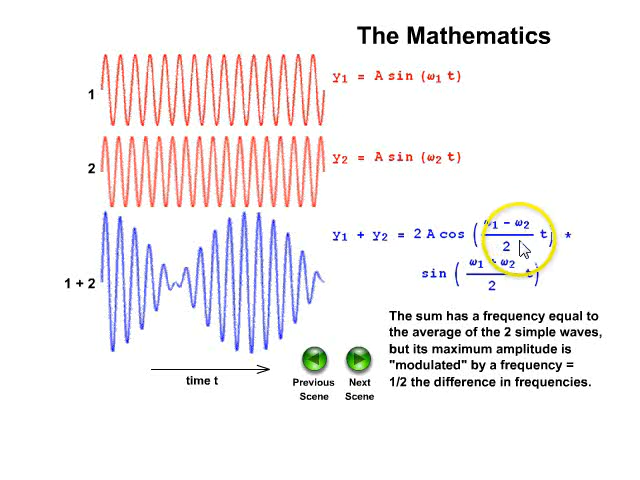 The Mathematics
1
y1 = A sin (ω1 t)
2
y2 = A sin (ω2 t)
1 + 2
y1 + y2 = 2 A cos ( ω1 - ω2 / 2 t) *
sin ( ω1 + ω2 / 2 t)
The sum has a frequency equal to
the average of the 2 simple waves,
but its maximum amplitude is
"modulated" by a frequency =
1/2 the difference in frequencies.
time t
Previous Scene
Next Scene